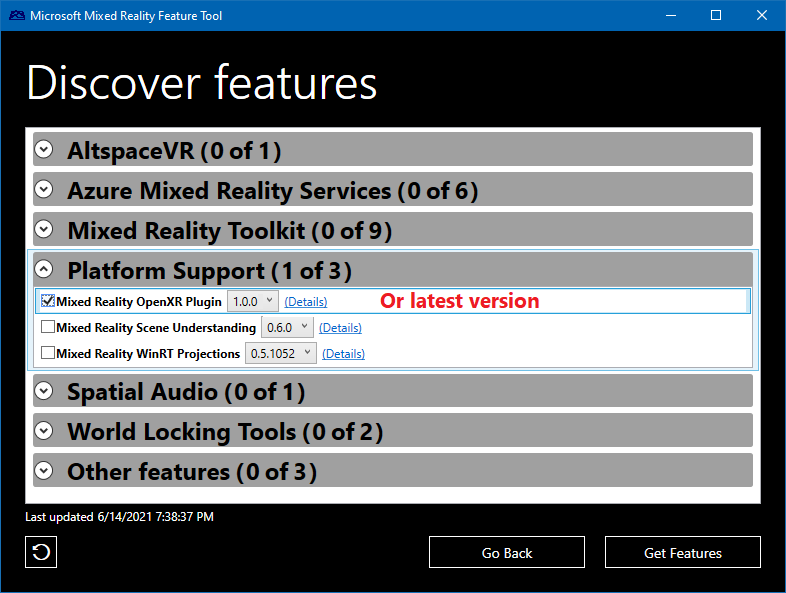 Microsoft Mixed Reality Feature Tool
Discover features
AltspaceVR (0 of 1)
Azure Mixed Reality Services (0 of 6)
Mixed Reality Toolkit (0 of 9)
Platform Support (1 of 3)
Mixed Reality OpenXR Plugin 1.0.0 (Details) Or latest version
Mixed Reality Scene Understanding 0.6.0 (Details)
Mixed Reality WinRT Projections 0.5.1052 (Details)
Spatial Audio (0 of 1)
World Locking Tools (0 of 2)
Other features (0 of 3)
Last updated 6/14/2021 7:38:37 PM
Go Back Get Features